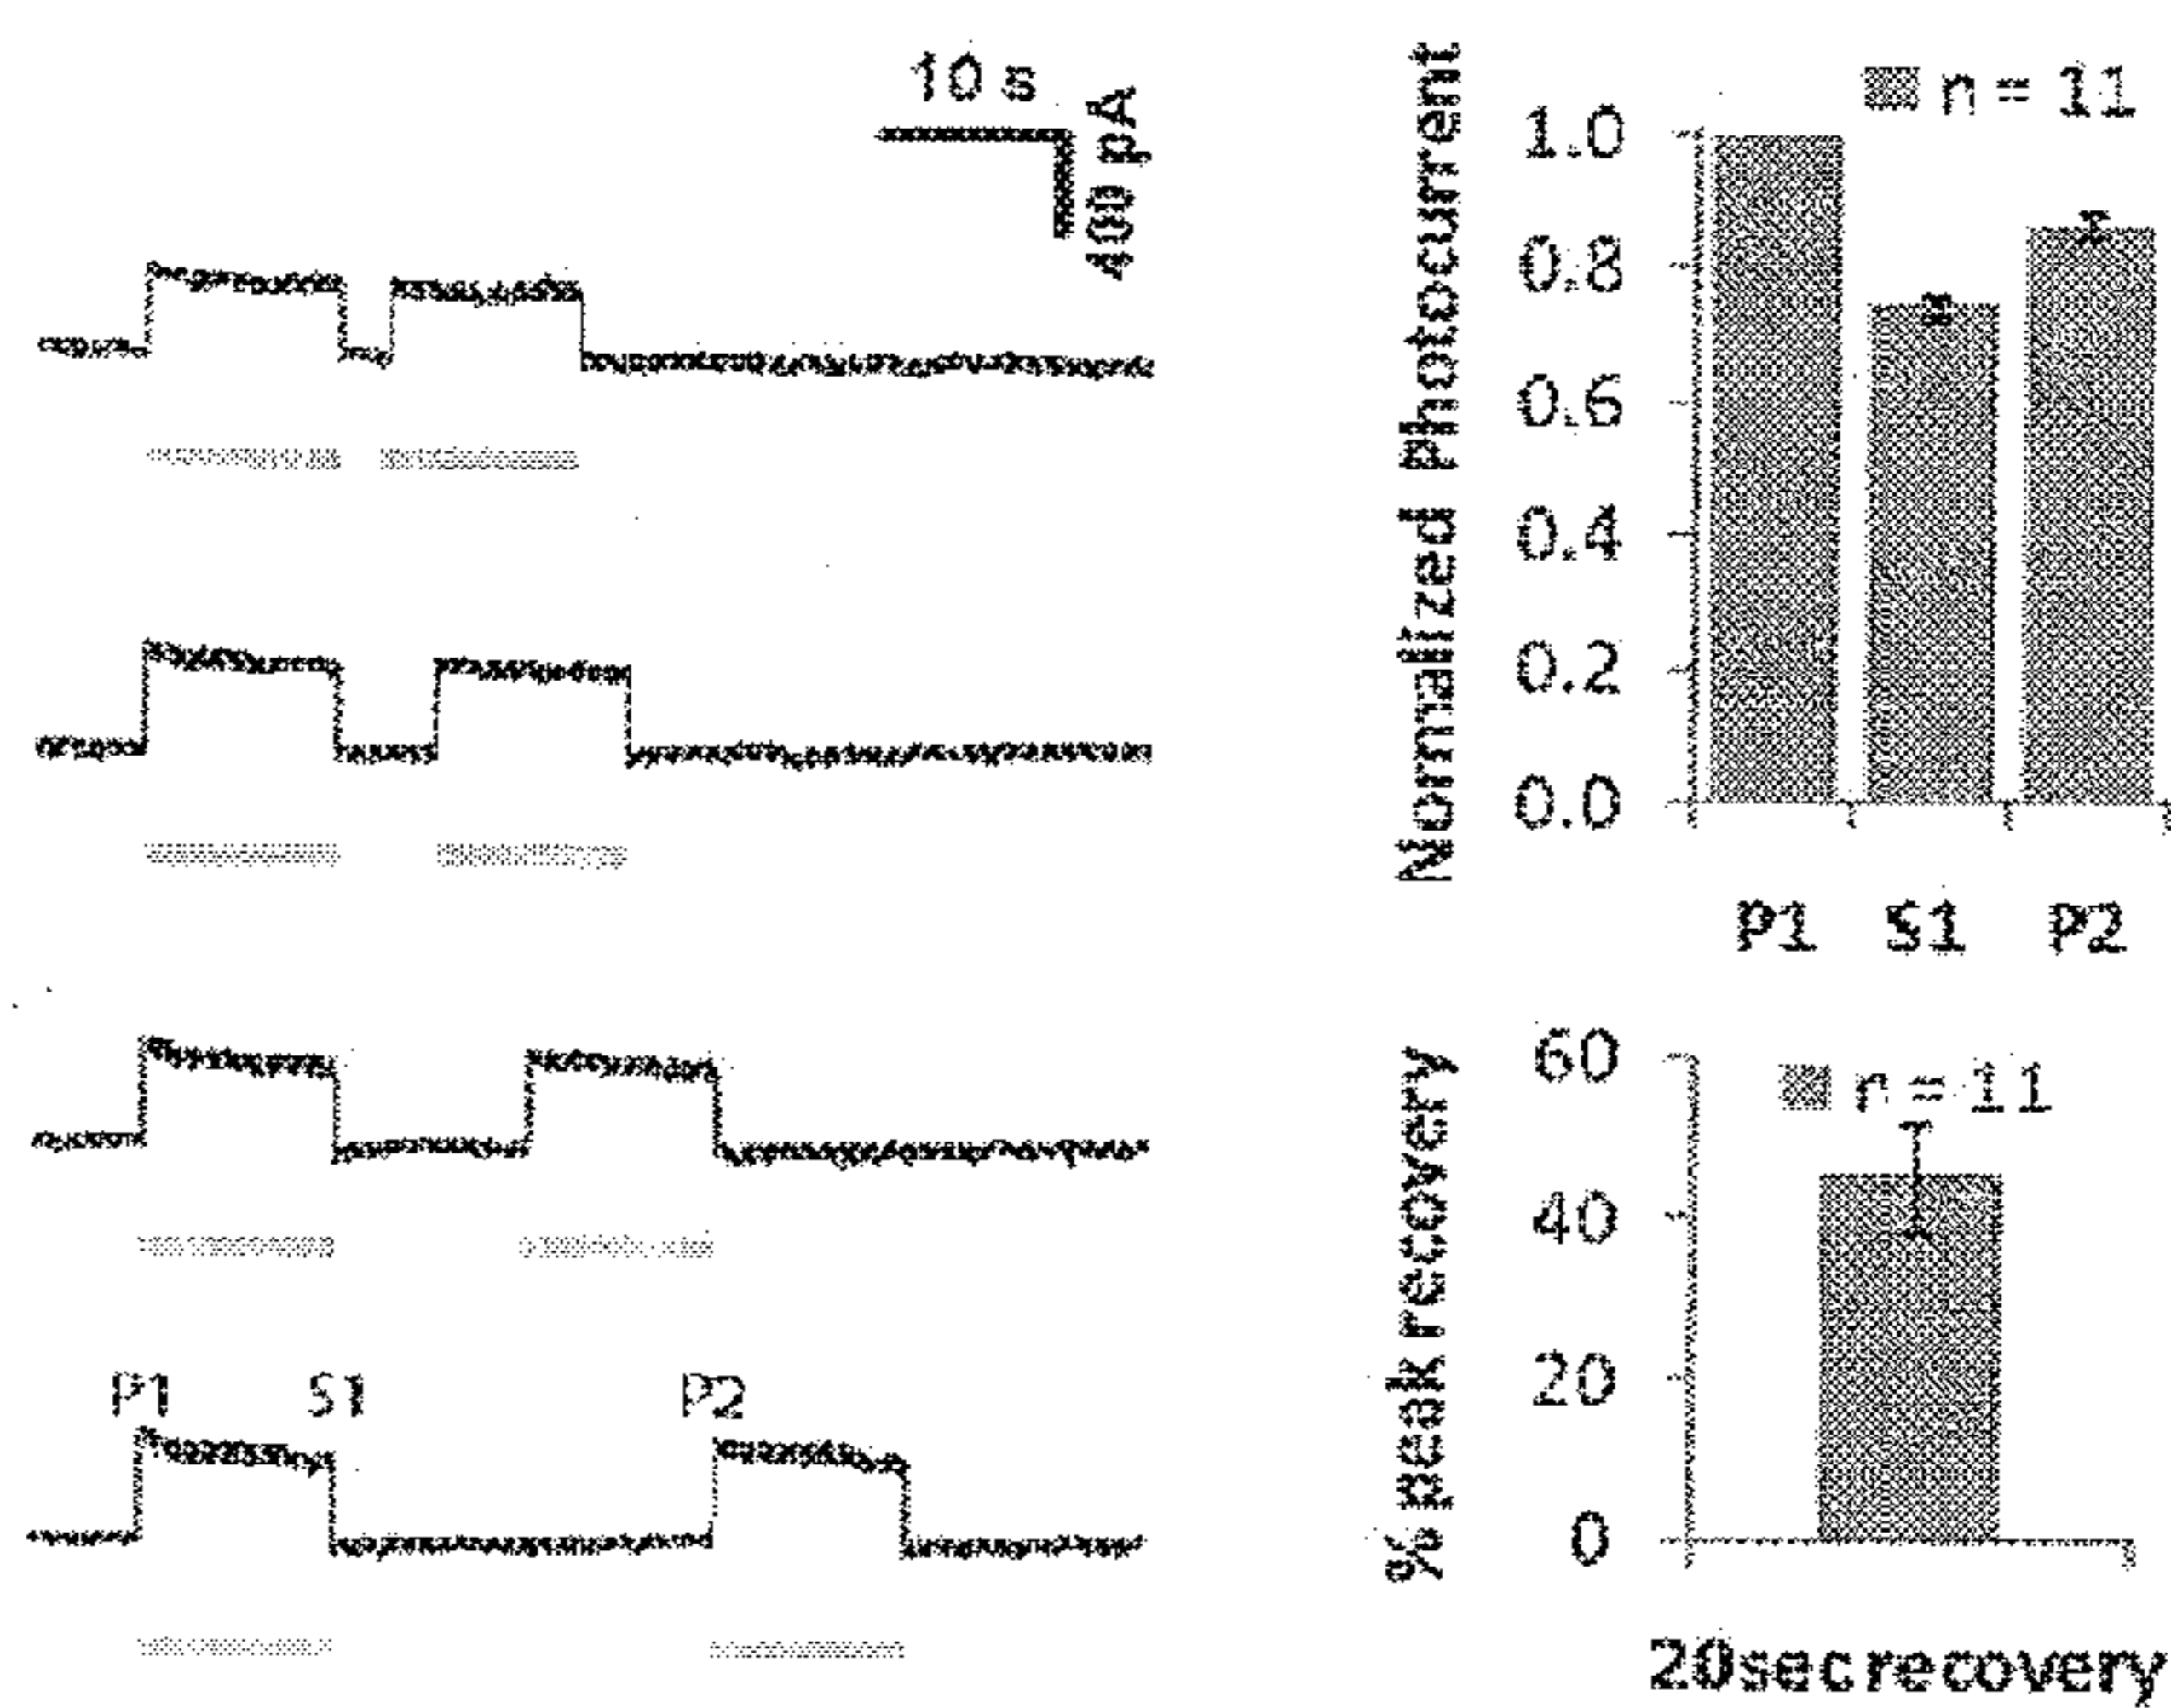 10 s
400 pA
P1 S1 P2
Normalized Photocurrent
n = 11
1.0
0.8
0.6
0.4
0.2
0.0
P1 S1 P2
% peak recovery
n = 11
60
40
20
0
20sec recovery